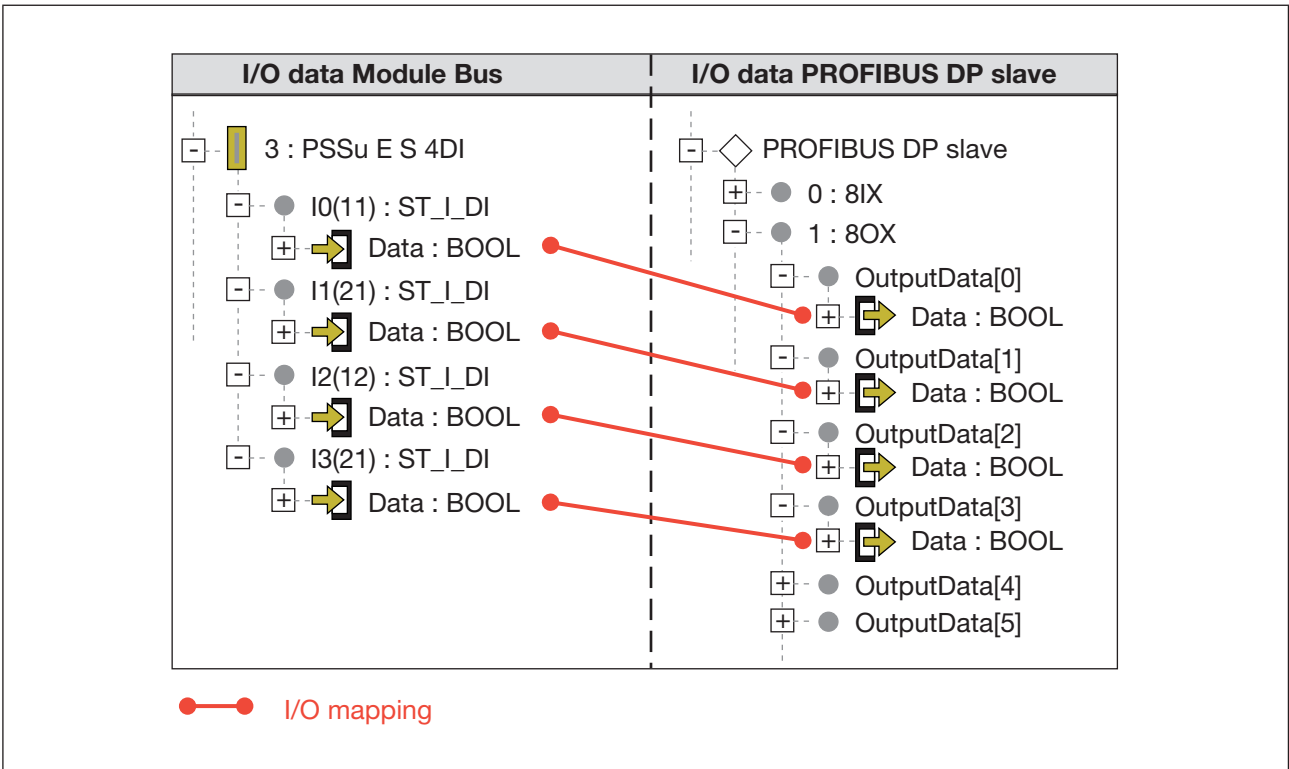 I/O data Module Bus
I/O data PROFIBUS DP slave
3 : PSSu E S 4DI
I0(11) : ST_I_DI
Data : BOOL
I1(21) : ST_I_DI
Data : BOOL
I2(12) : ST_I_DI
Data : BOOL
I3(21) : ST_I_DI
Data : BOOL
PROFIBUS DP slave
0 : 8IX
1 : 8OX
OutputData[0]
Data : BOOL
OutputData[1]
Data : BOOL
OutputData[2]
Data : BOOL
OutputData[3]
Data : BOOL
OutputData[4]
OutputData[5]
I/O mapping